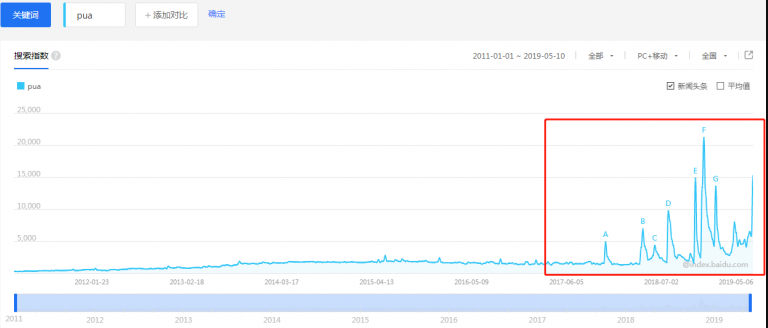 关键词 pua +添加对比 确定
搜索指数 ? 2011-01-01 ~ 2019-05-10 全部 PC+移动 全国
pua 新闻头条 平均值
25,000
20,000
15,000
10,000
5,000
A B C D E F G
@index.baidu.com
2012-01-23 2013-02-18 2014-03-17 2015-04-13 2016-05-09 2017-06-05 2018-07-02 2019-05-06
2011 2012 2013 2014 2015 2016 2017 2018 2019